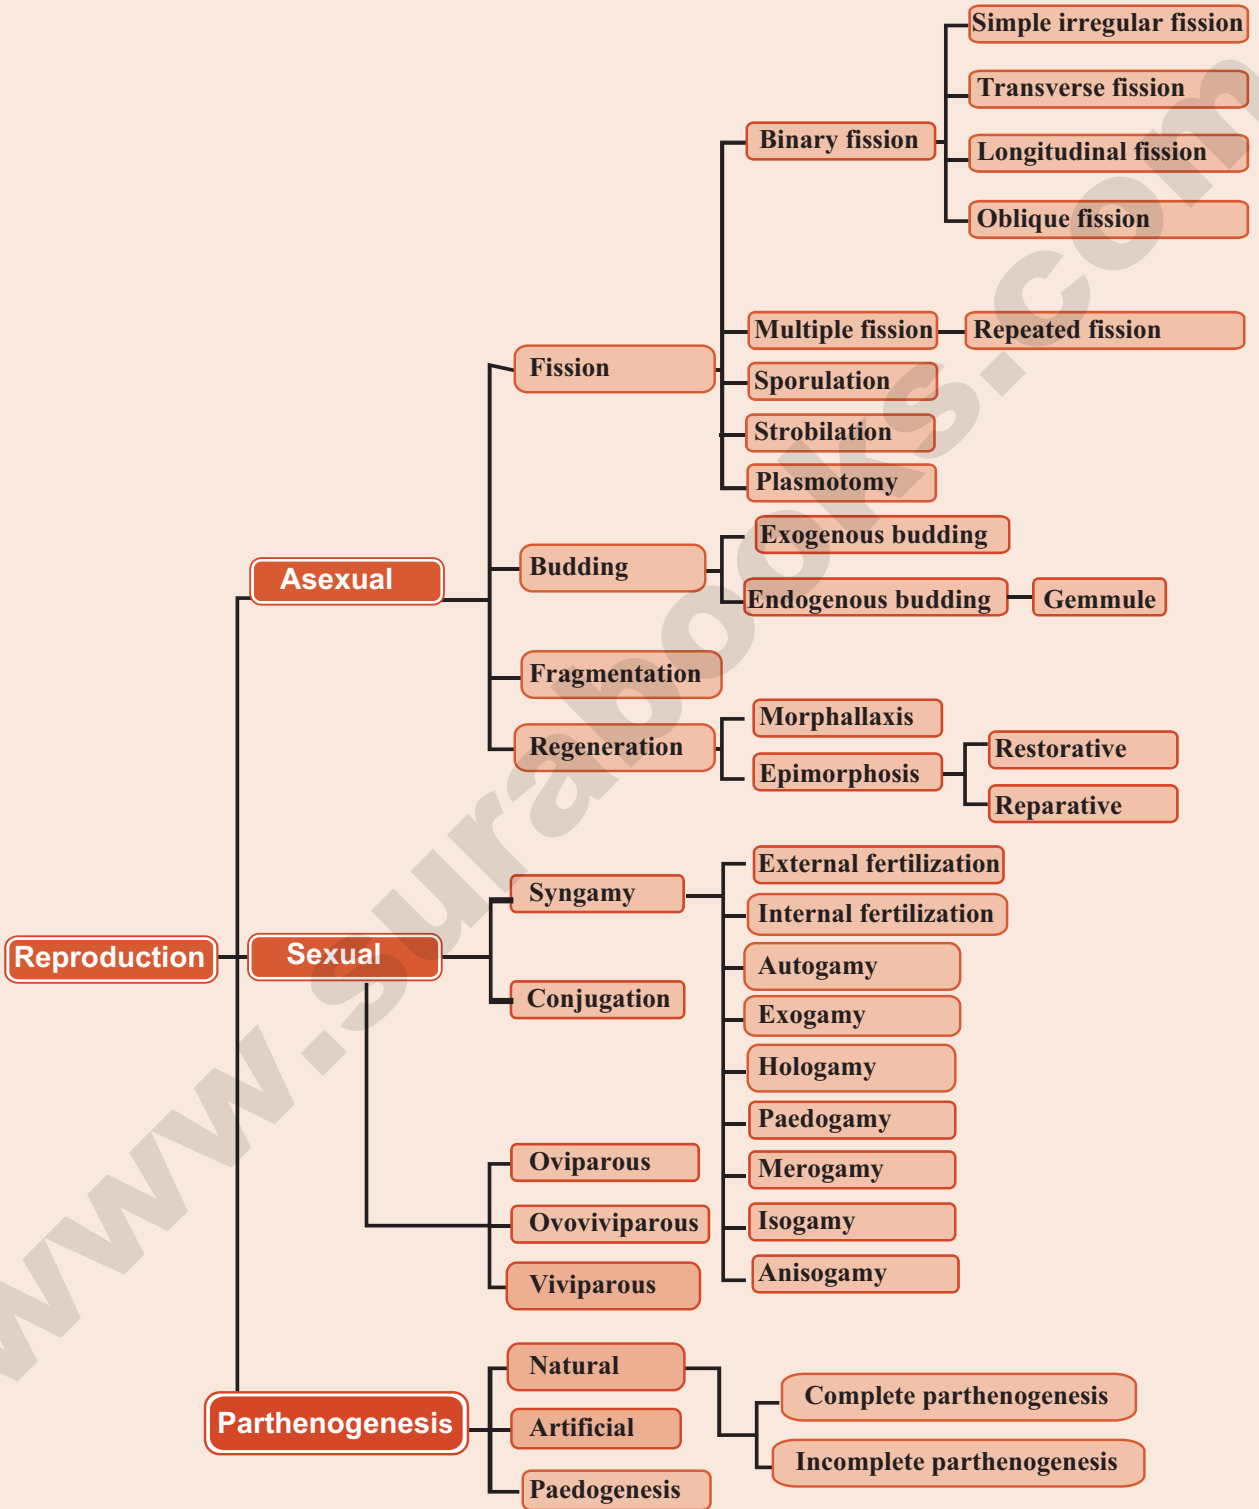 Reproduction
Asexual
Fission
Binary fission
Simple irregular fission
Transverse fission
Longitudinal fission
Oblique fission
Multiple fission
Repeated fission
Sporulation
Strobilation
Plasmotomy
Budding
Exogenous budding
Endogenous budding
Gemmule
Fragmentation
Regeneration
Morphallaxis
Epimorphosis
Restorative
Reparative
Sexual
Syngamy
External fertilization
Internal fertilization
Autogamy
Exogamy
Hologamy
Paedogamy
Merogamy
Isogamy
Anisogamy
Conjugation
Oviparous
Ovoviviparous
Viviparous
Parthenogenesis
Natural
Complete parthenogenesis
Incomplete parthenogenesis
Artificial
Paedogenesis
www.surabooks.com